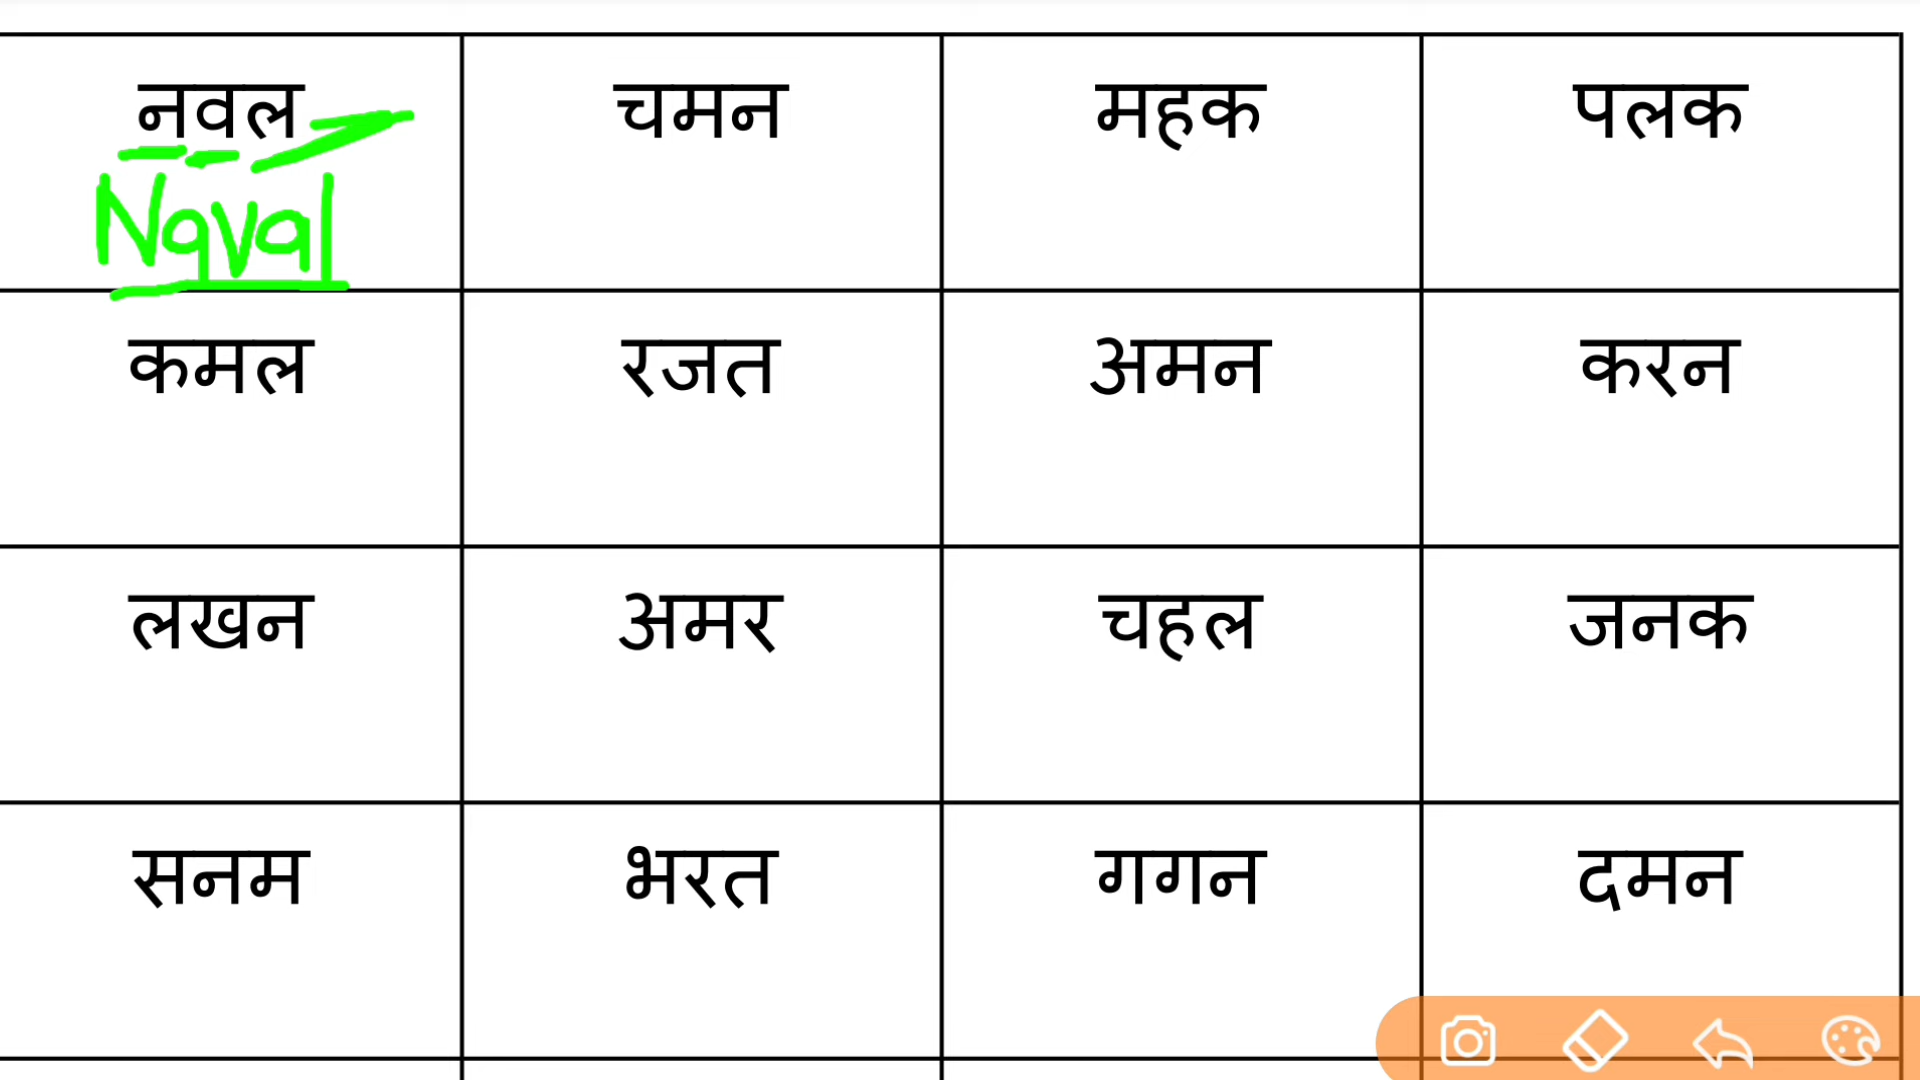 नवल चमन महक पलक
Naval
कमल रजत अमन करन
लखन अमर चहल जनक
सनम भरत गगन दमन